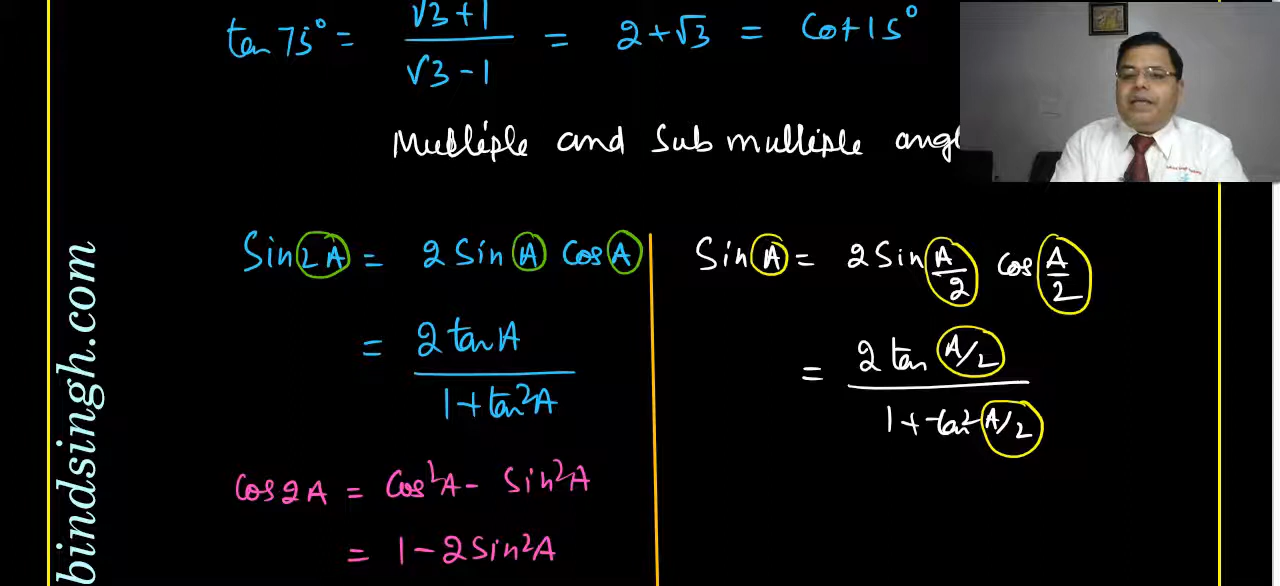 tan 75° = √3+1 / √3-1 = 2+√3 = Cot 15°
Multiple and Sub multiple angl
Sin 2A = 2 Sin A Cos A
= 2 tan A / 1+tan²A
Cos 2A = Cos²A - Sin²A
= 1 - 2 Sin²A
Sin A = 2 Sin A/2 Cos A/2
= 2 tan A/2 / 1+tan² A/2
bindsingh.com